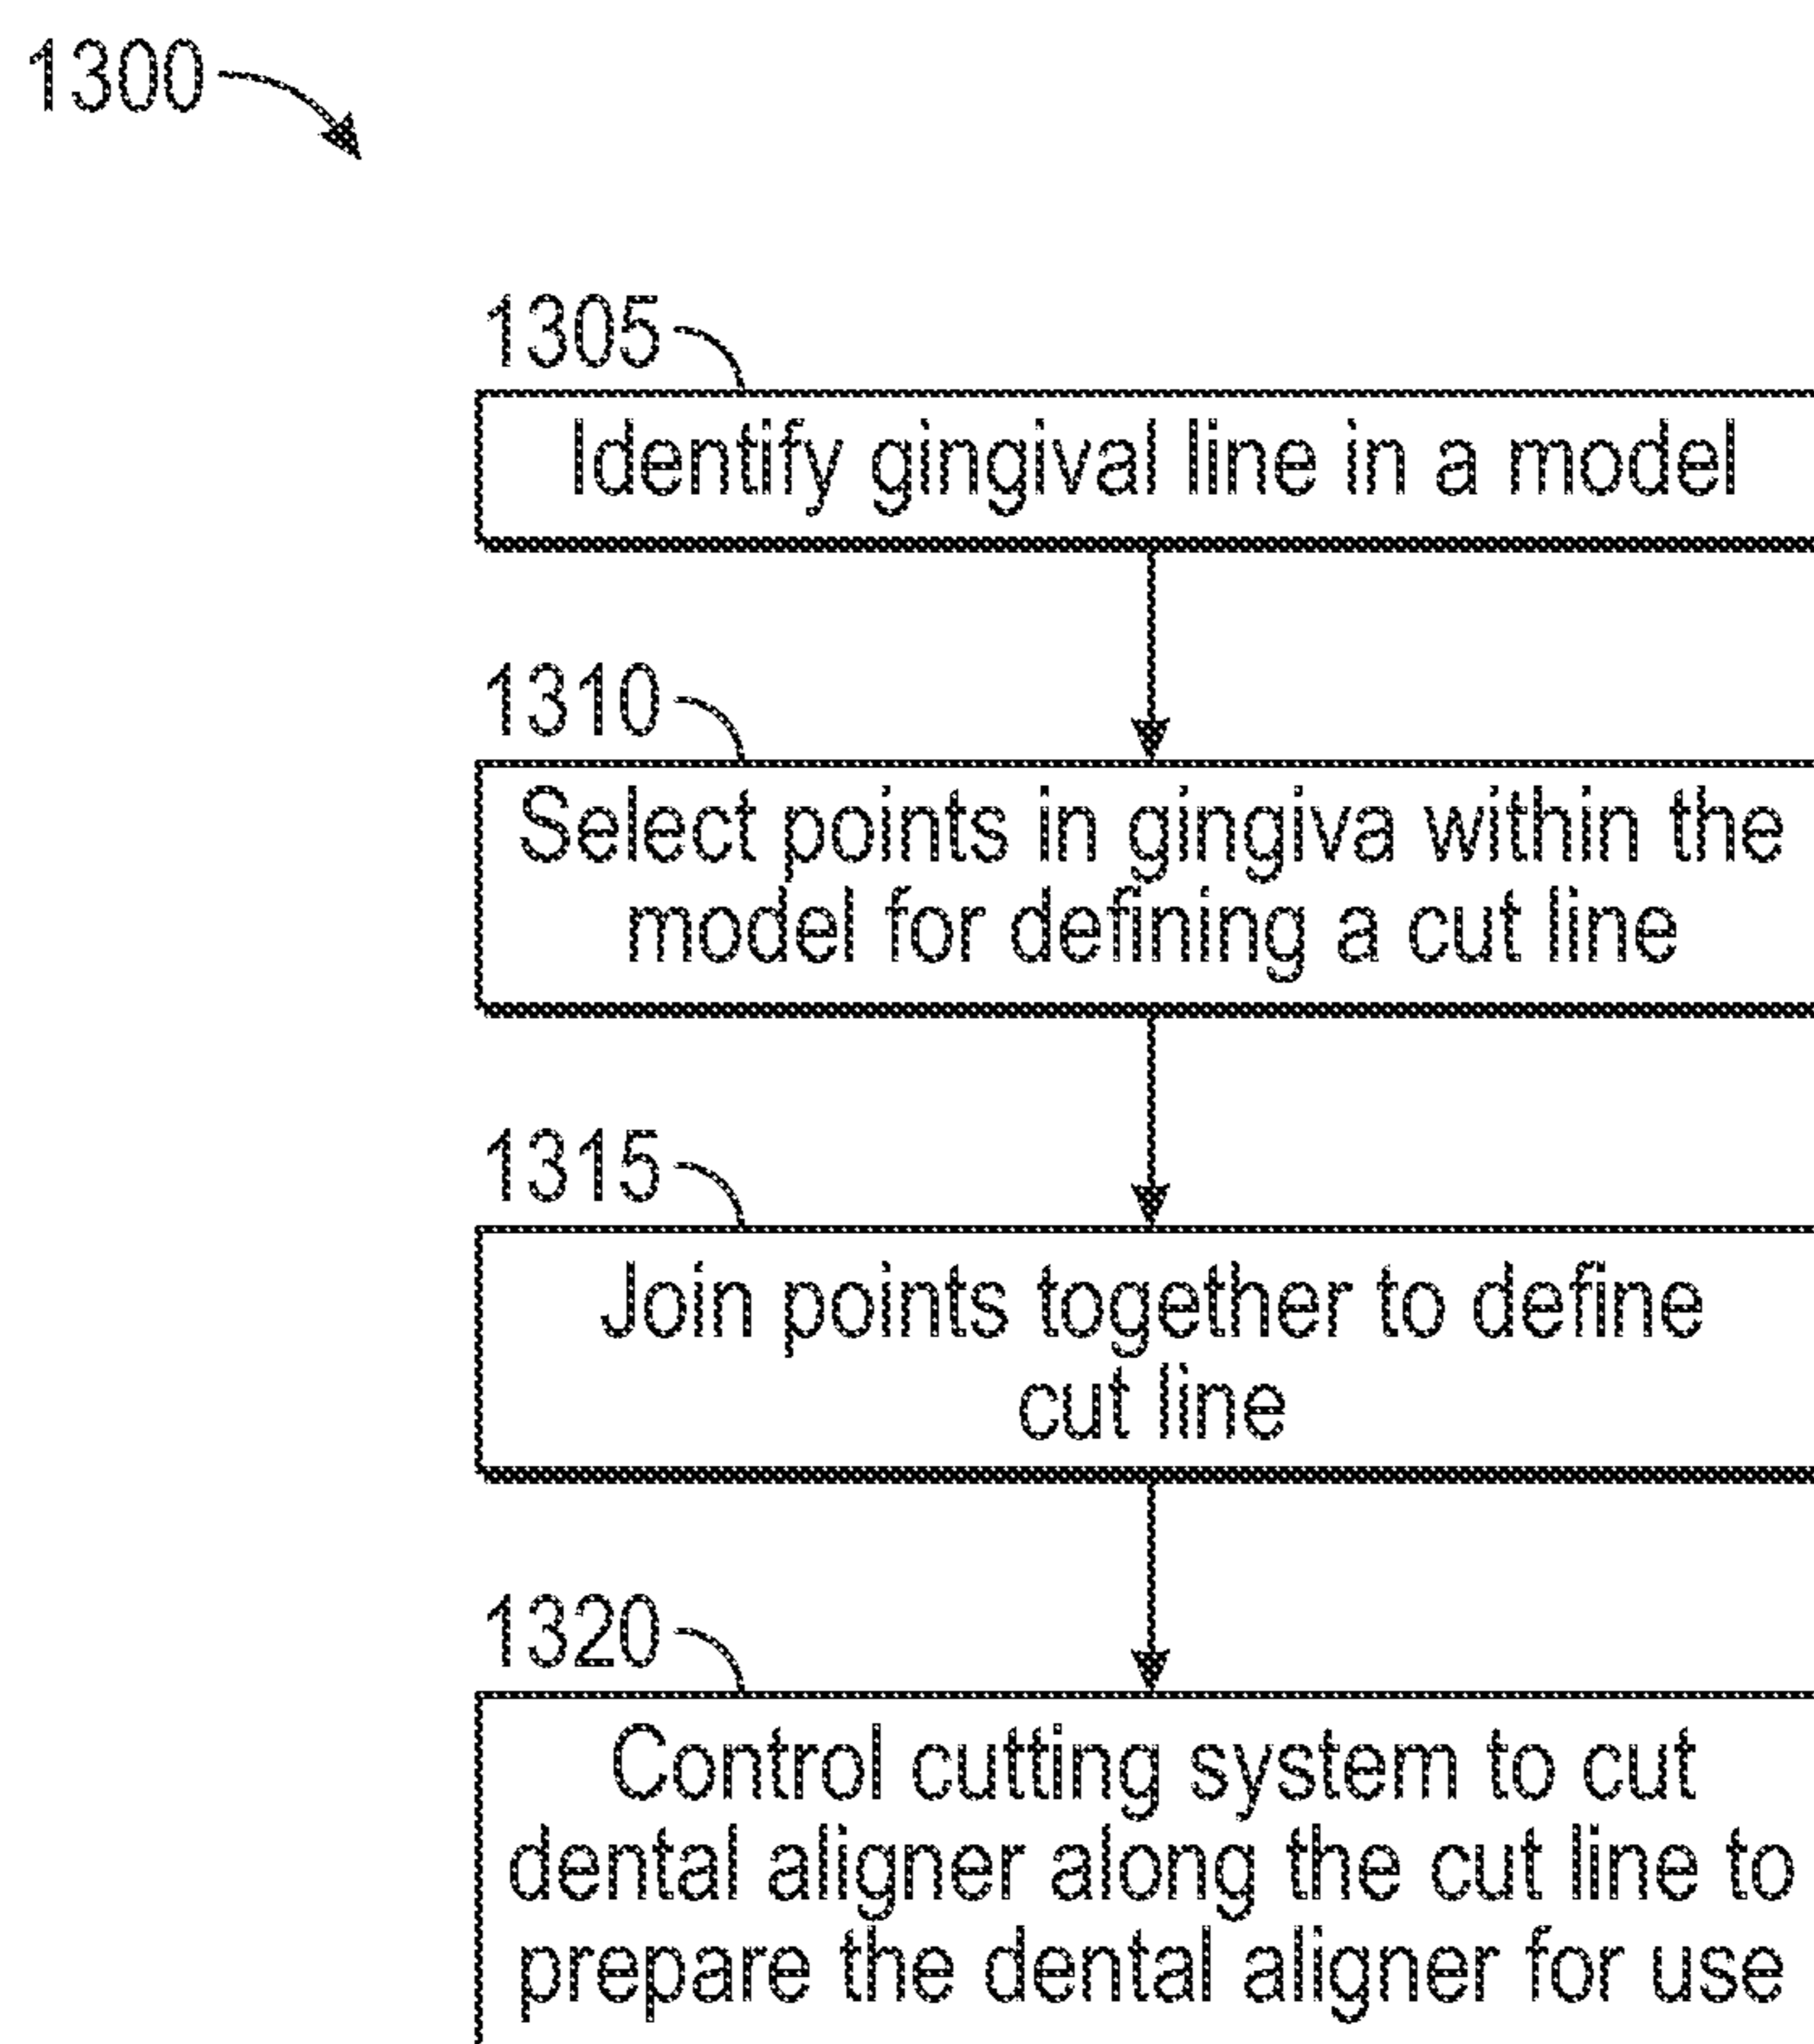 1300
1305
Identify gingival line in a model
1310
Select points in gingiva within the
model for defining a cut line
1315
Join points together to define
cut line
1320
Control cutting system to cut
dental aligner along the cut line to
prepare the dental aligner for use